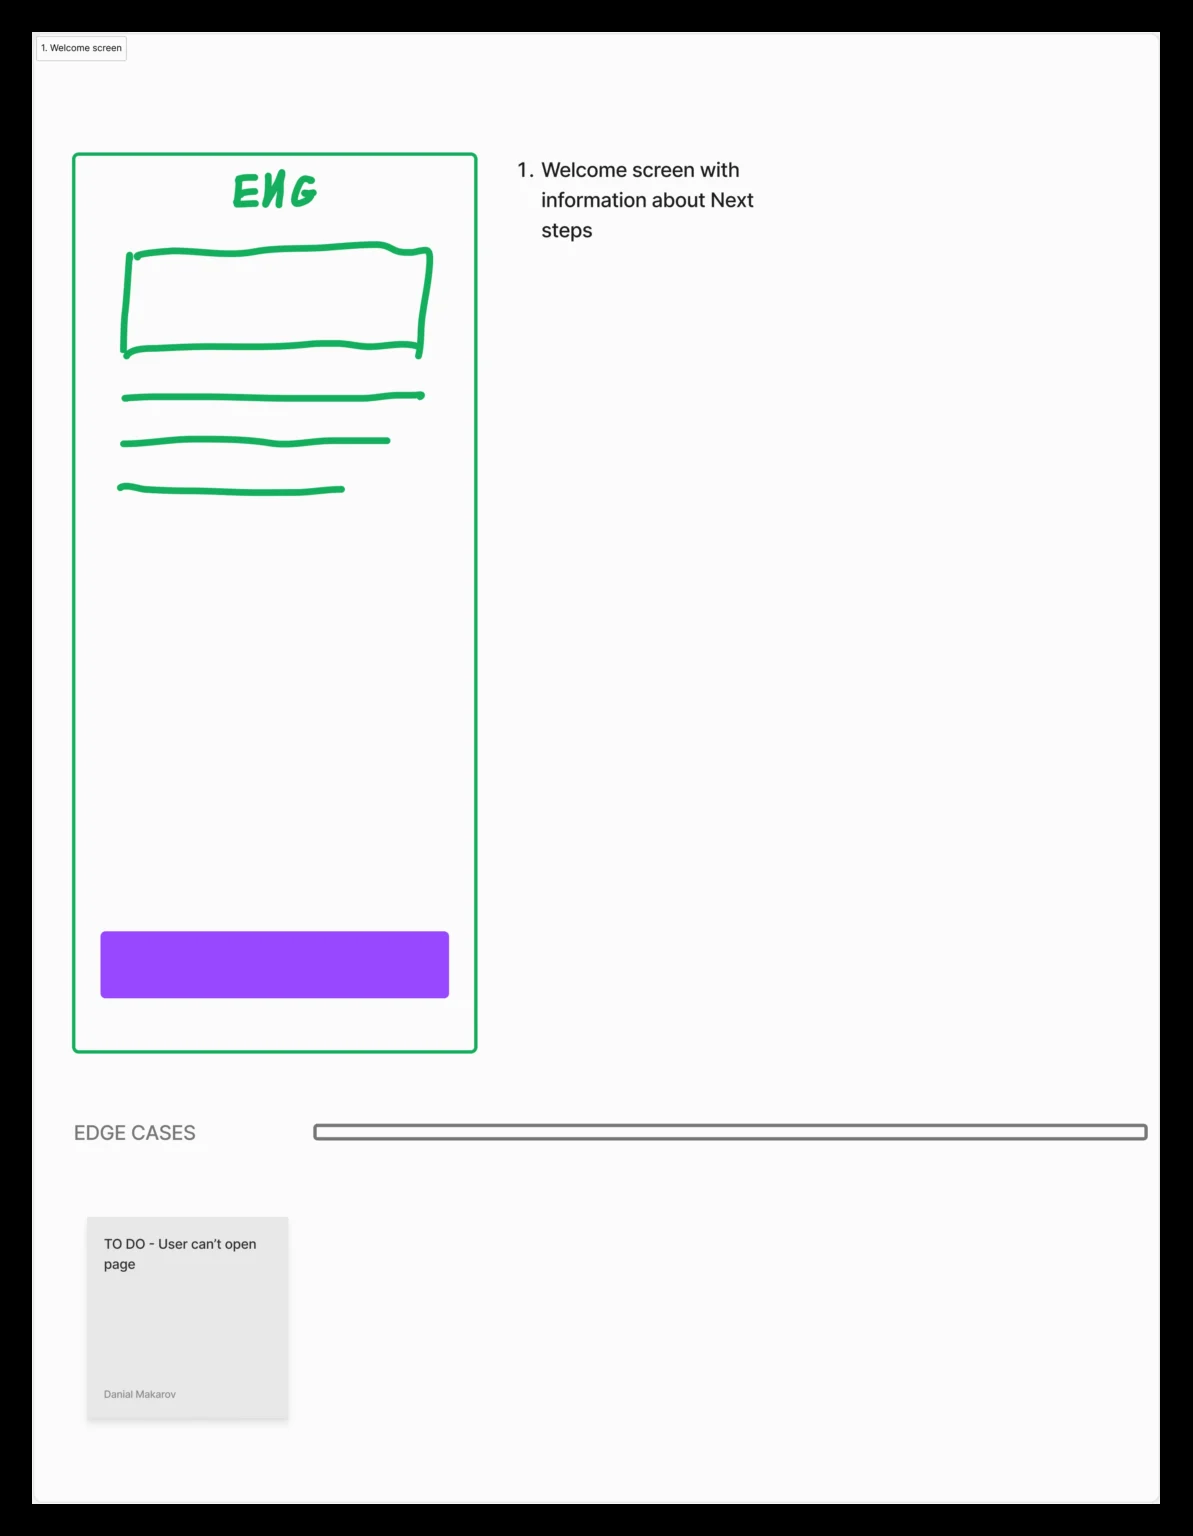 1. Welcome screen
ENG
1. Welcome screen with
information about Next
steps
EDGE CASES
TO DO - User can't open
page
Danial Makarov